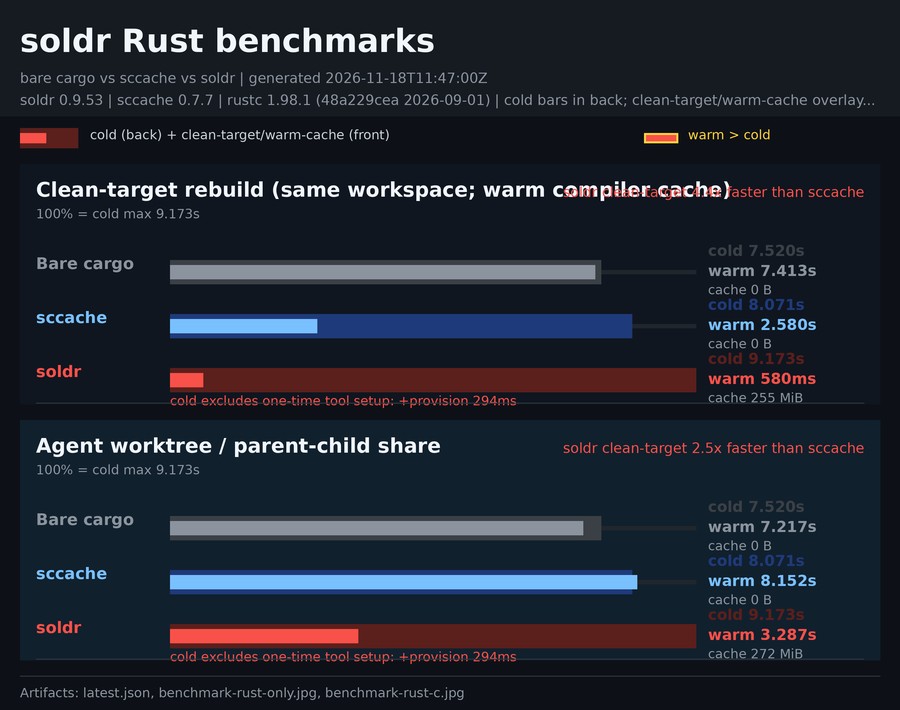 soldr Rust benchmarks
bare cargo vs sccache vs soldr | generated 2026-11-18T11:47:00Z
soldr 0.9.53 | sccache 0.7.7 | rustc 1.98.1 (48a229cea 2026-09-01) | cold bars in back; clean-target/warm-cache overlay...
cold (back) + clean-target/warm-cache (front)
warm > cold
Clean-target rebuild (same workspace; warm compiler cache)
soldr clean-target 4.4x faster than sccache
100% = cold max 9.173s
Bare cargo
cold 7.520s
warm 7.413s
cache 0 B
sccache
cold 8.071s
warm 2.580s
cache 0 B
soldr
cold 9.173s
warm 580ms
cache 255 MiB
cold excludes one-time tool setup: +provision 294ms
Agent worktree / parent-child share
soldr clean-target 2.5x faster than sccache
100% = cold max 9.173s
Bare cargo
cold 7.520s
warm 7.217s
cache 0 B
sccache
cold 8.071s
warm 8.152s
cache 0 B
soldr
cold 9.173s
warm 3.287s
cache 272 MiB
cold excludes one-time tool setup: +provision 294ms
Artifacts: latest.json, benchmark-rust-only.jpg, benchmark-rust-c.jpg